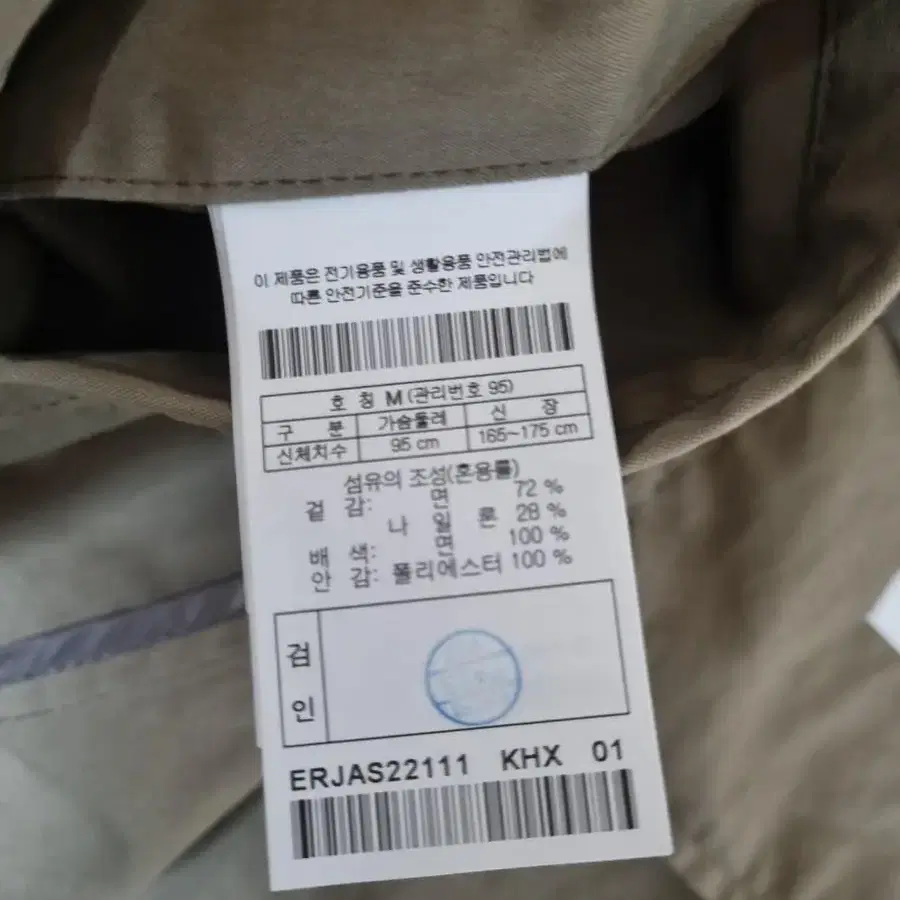 이 제품은 전기용품 및 생활용품 안전관리법에
따른 안전기준을 준수한 제품입니다
호 칭 M (관리번호 95)
구 분 가슴둘레 신 장
신체치수 95 cm 165~175 cm
섬유의 조성(혼용률)
겉 감: 면 72 %
나 일 론 28 %
배 색: 면 100 %
안 감: 폴리에스터 100 %
검
인
ERJAS22111 KHX 01